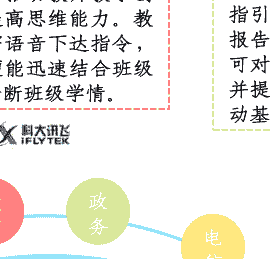 高思维能力。教
语音下达指令，
能迅速结合班级
断班级学情。
指引
报告
可对
并提
动基
科大讯飞
iFLYTEK
政
务
电